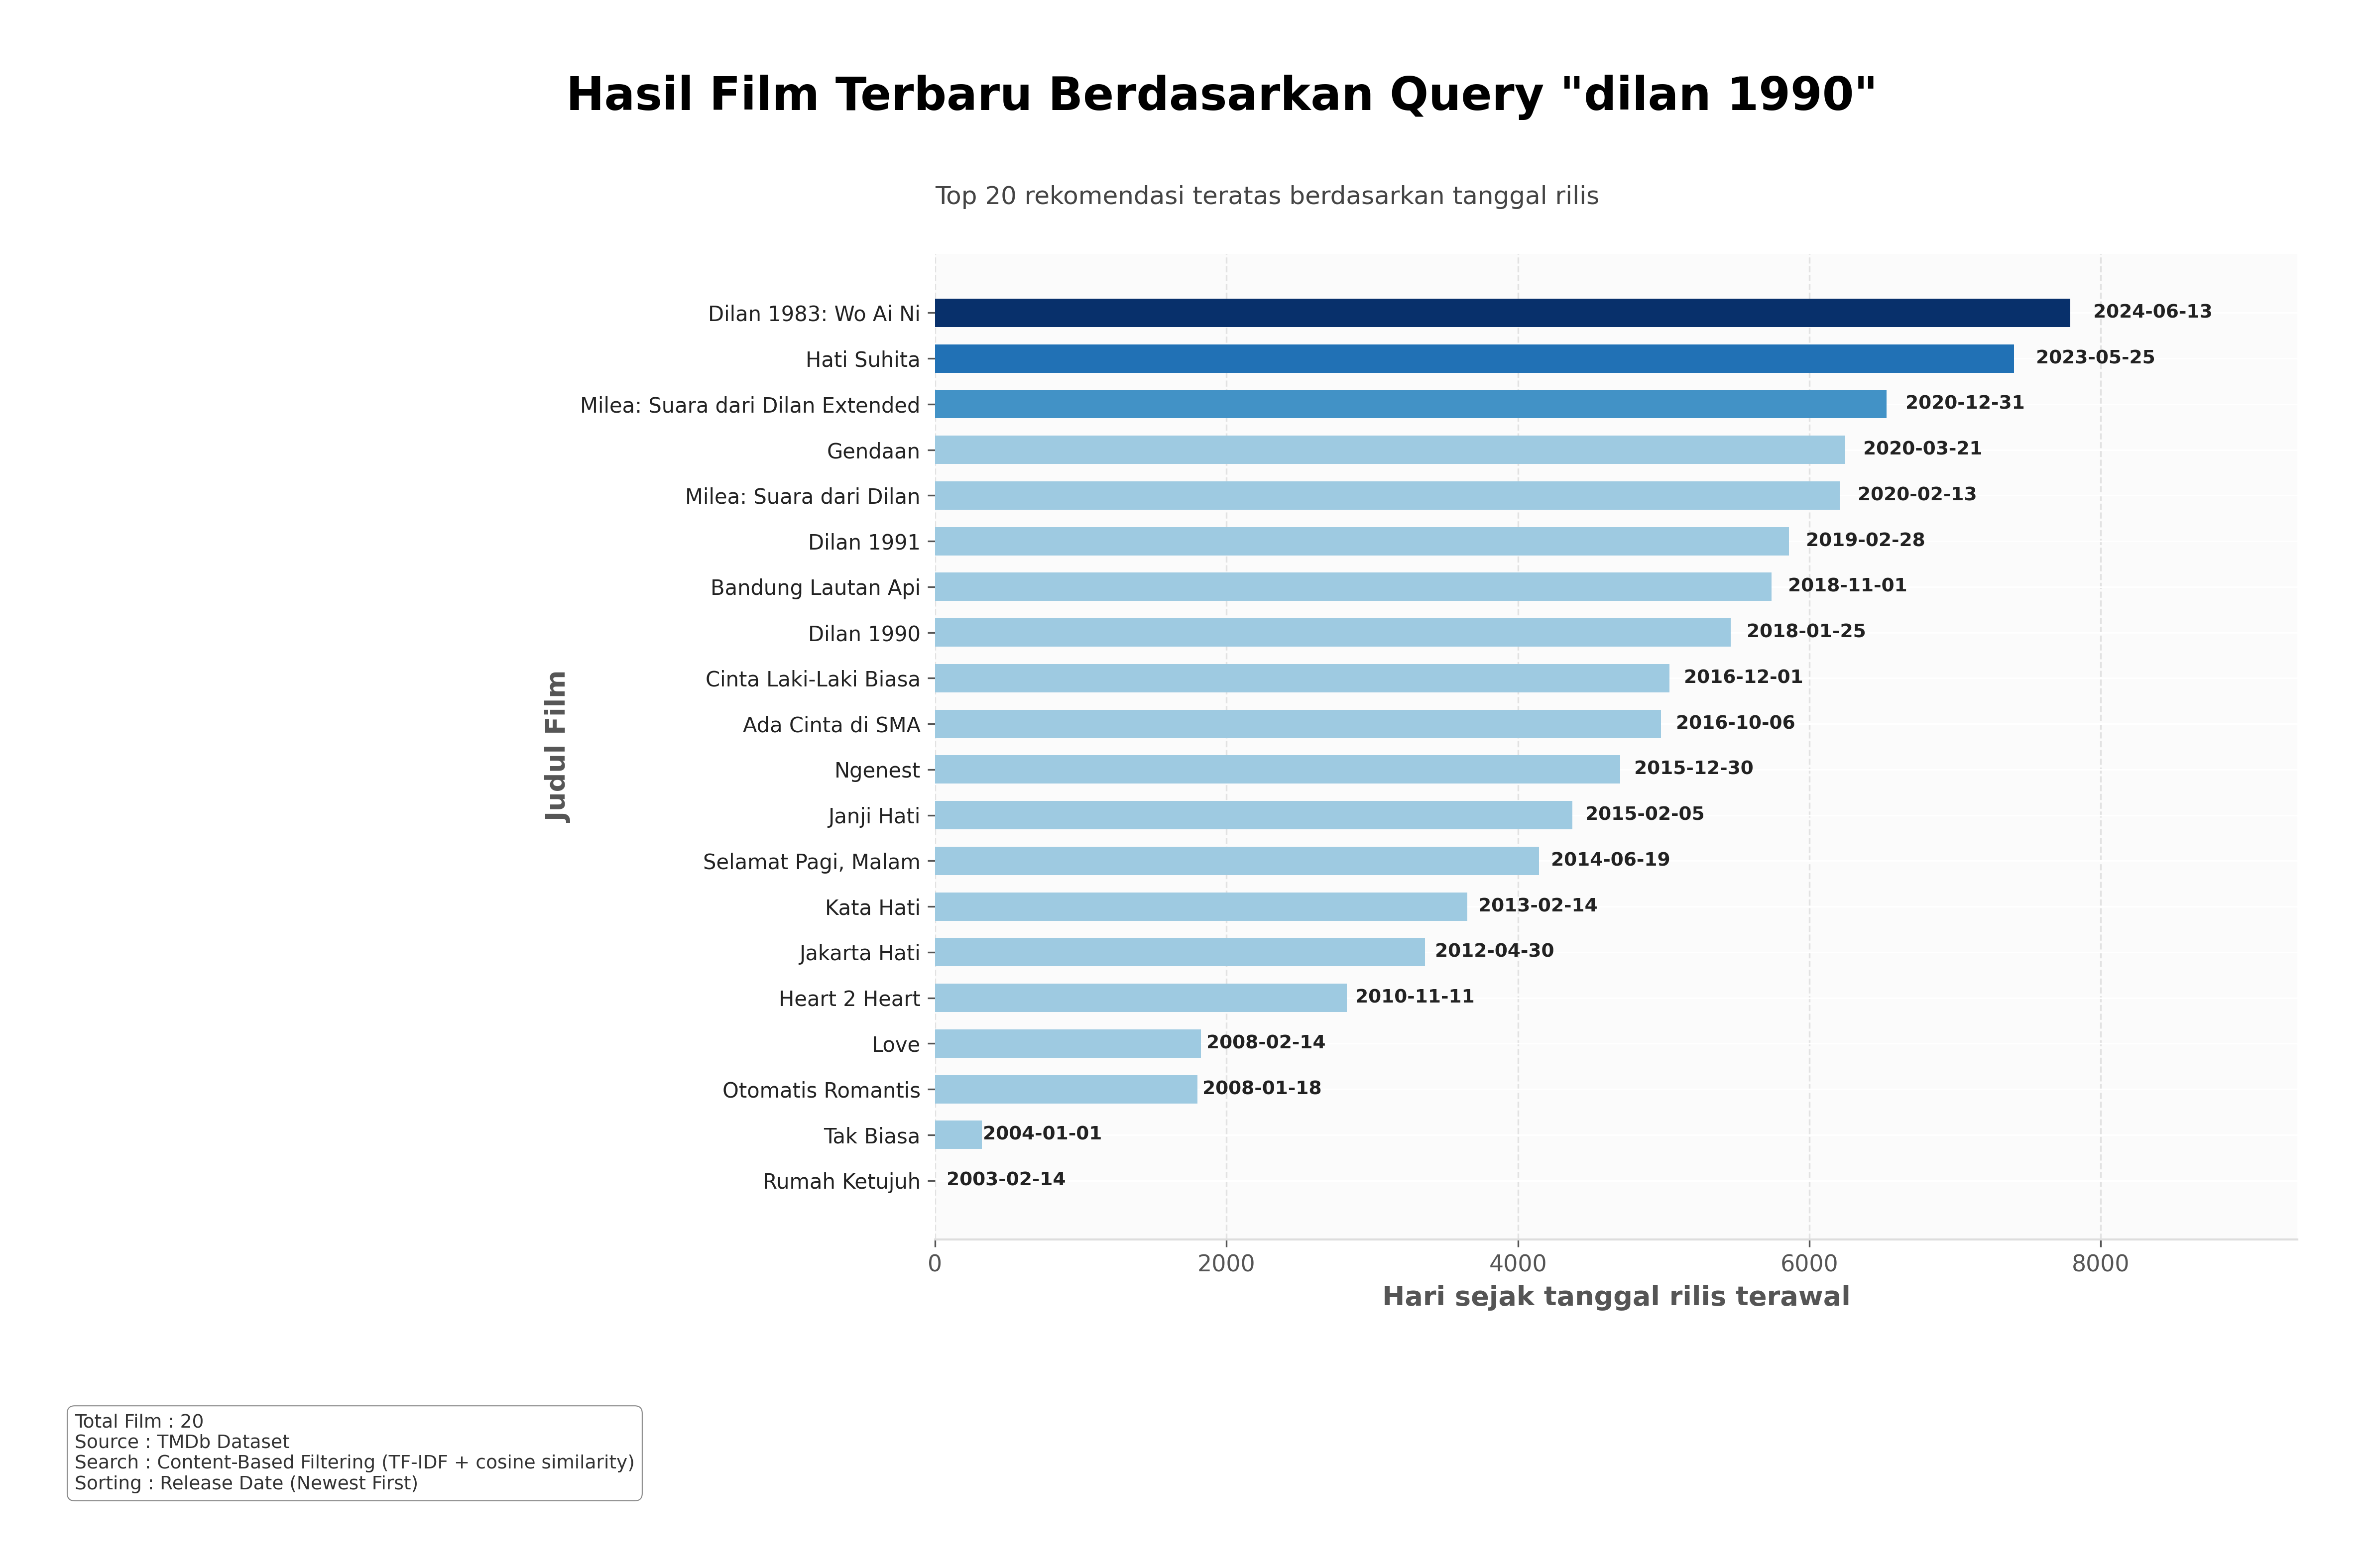 Hasil Film Terbaru Berdasarkan Query "dilan 1990"
Top 20 rekomendasi teratas berdasarkan tanggal rilis
Judul Film
Dilan 1983: Wo Ai Ni 2024-06-13
Hati Suhita 2023-05-25
Milea: Suara dari Dilan Extended 2020-12-31
Gendaan 2020-03-21
Milea: Suara dari Dilan 2020-02-13
Dilan 1991 2019-02-28
Bandung Lautan Api 2018-11-01
Dilan 1990 2018-01-25
Cinta Laki-Laki Biasa 2016-12-01
Ada Cinta di SMA 2016-10-06
Ngenest 2015-12-30
Janji Hati 2015-02-05
Selamat Pagi, Malam 2014-06-19
Kata Hati 2013-02-14
Jakarta Hati 2012-04-30
Heart 2 Heart 2010-11-11
Love 2008-02-14
Otomatis Romantis 2008-01-18
Tak Biasa 2004-01-01
Rumah Ketujuh 2003-02-14
0 2000 4000 6000 8000
Hari sejak tanggal rilis terawal
Total Film : 20
Source : TMDb Dataset
Search : Content-Based Filtering (TF-IDF + cosine similarity)
Sorting : Release Date (Newest First)